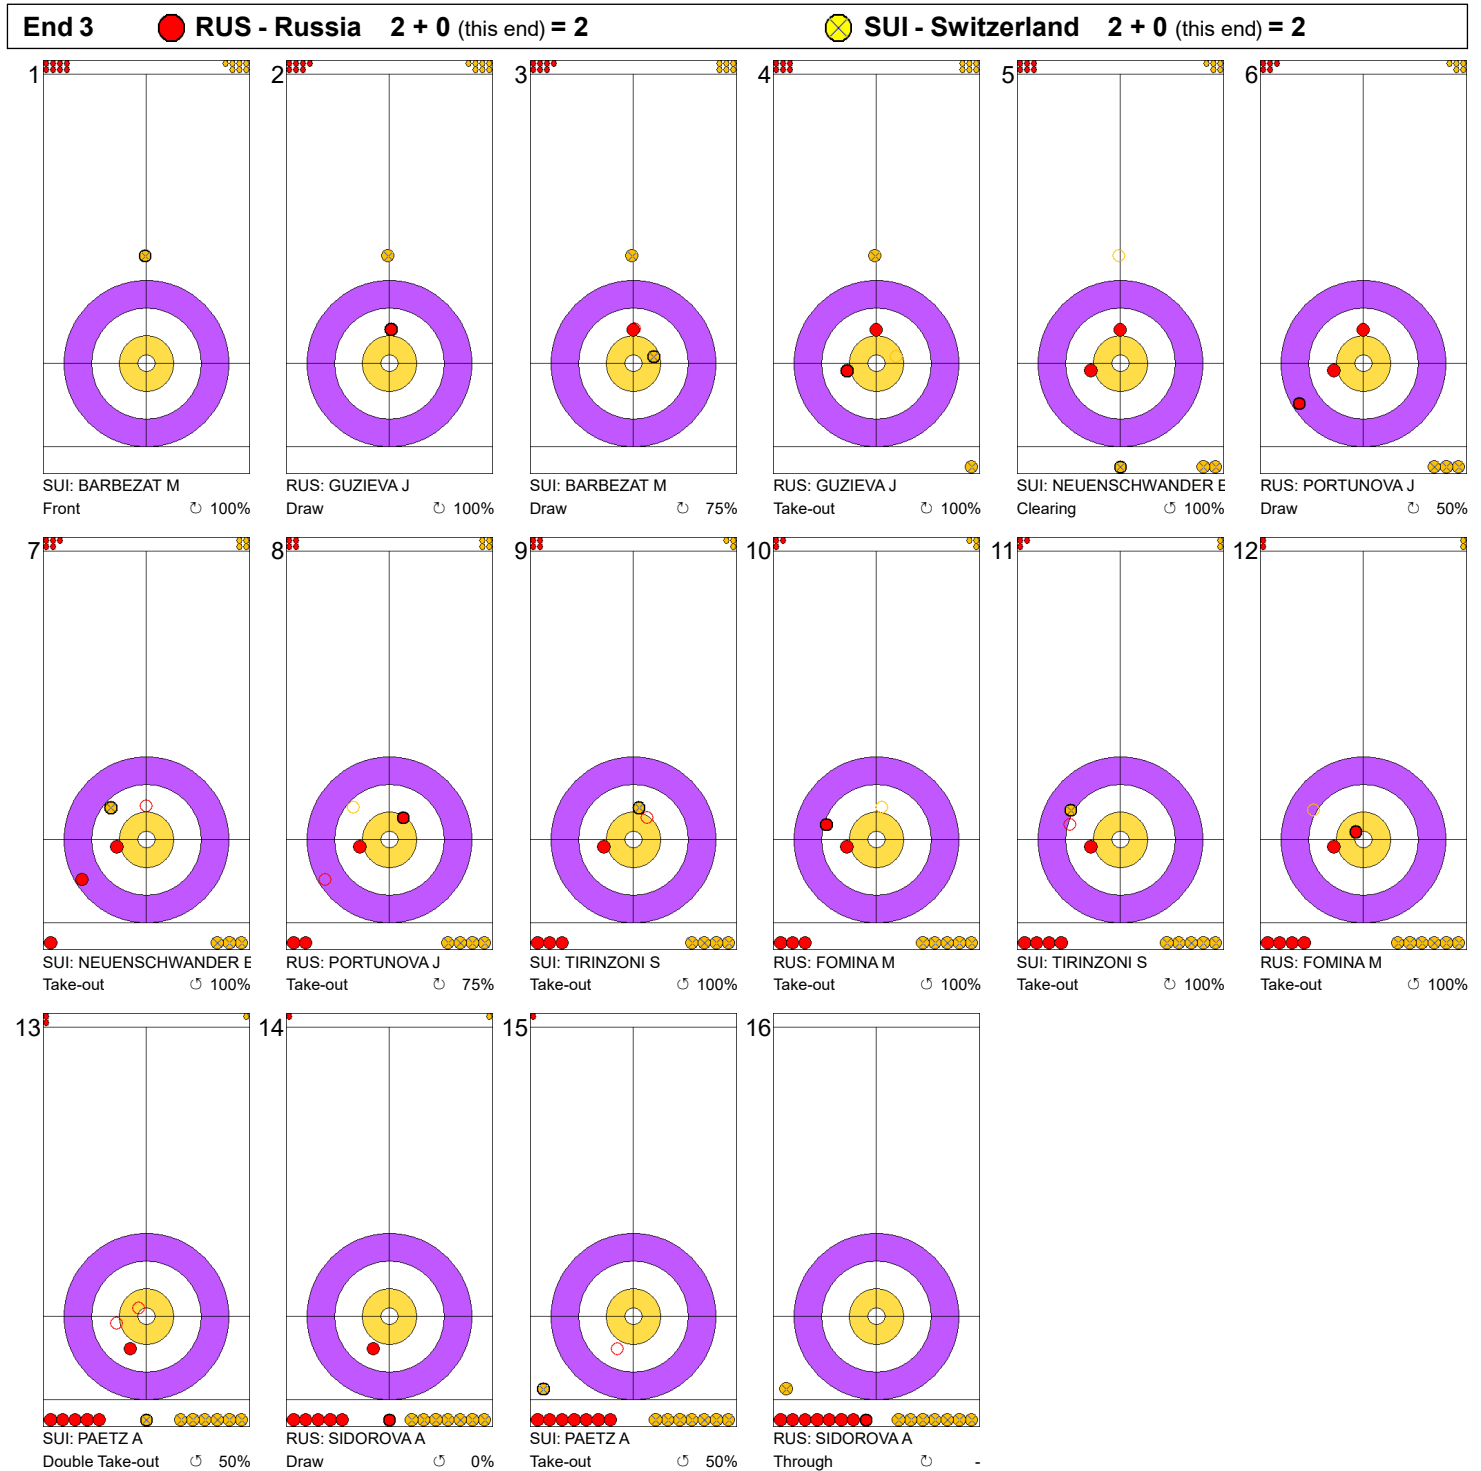 End 3 RUS - Russia 2 + 0 (this end) = 2 SUI - Switzerland 2 + 0 (this end) = 2
1 2 3 4 5 6
SUI: BARBEZAT M RUS: GUZIEVA J SUI: BARBEZAT M RUS: GUZIEVA J SUI: NEUENSCHWANDER E RUS: PORTUNOVA J
Front ↻ 100% Draw ↻ 100% Draw ↻ 75% Take-out ↻ 100% Clearing ↻ 100% Draw ↻ 50%
7 8 9 10 11 12
SUI: NEUENSCHWANDER E RUS: PORTUNOVA J SUI: TIRINZONI S RUS: FOMINA M SUI: TIRINZONI S RUS: FOMINA M
Take-out ↺ 100% Take-out ↻ 75% Take-out ↺ 100% Take-out ↺ 100% Take-out ↺ 100% Take-out ↺ 100%
13 14 15 16
SUI: PAETZ A RUS: SIDOROVA A SUI: PAETZ A RUS: SIDOROVA A
Double Take-out ↺ 50% Draw ↺ 0% Take-out ↺ 50% Through ↻ -